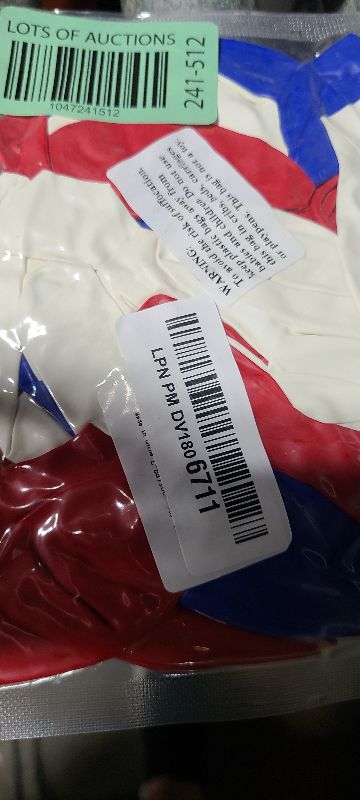 LOTS OF AUCTIONS
1047241512
241-512
WARNING:
To avoid the risk of suffocation,
keep plastic bags away from
babies and children. Do not use
this bag in cribs, beds, carriages
or playpens. This bag is not a toy.
LPN PM DV1806711